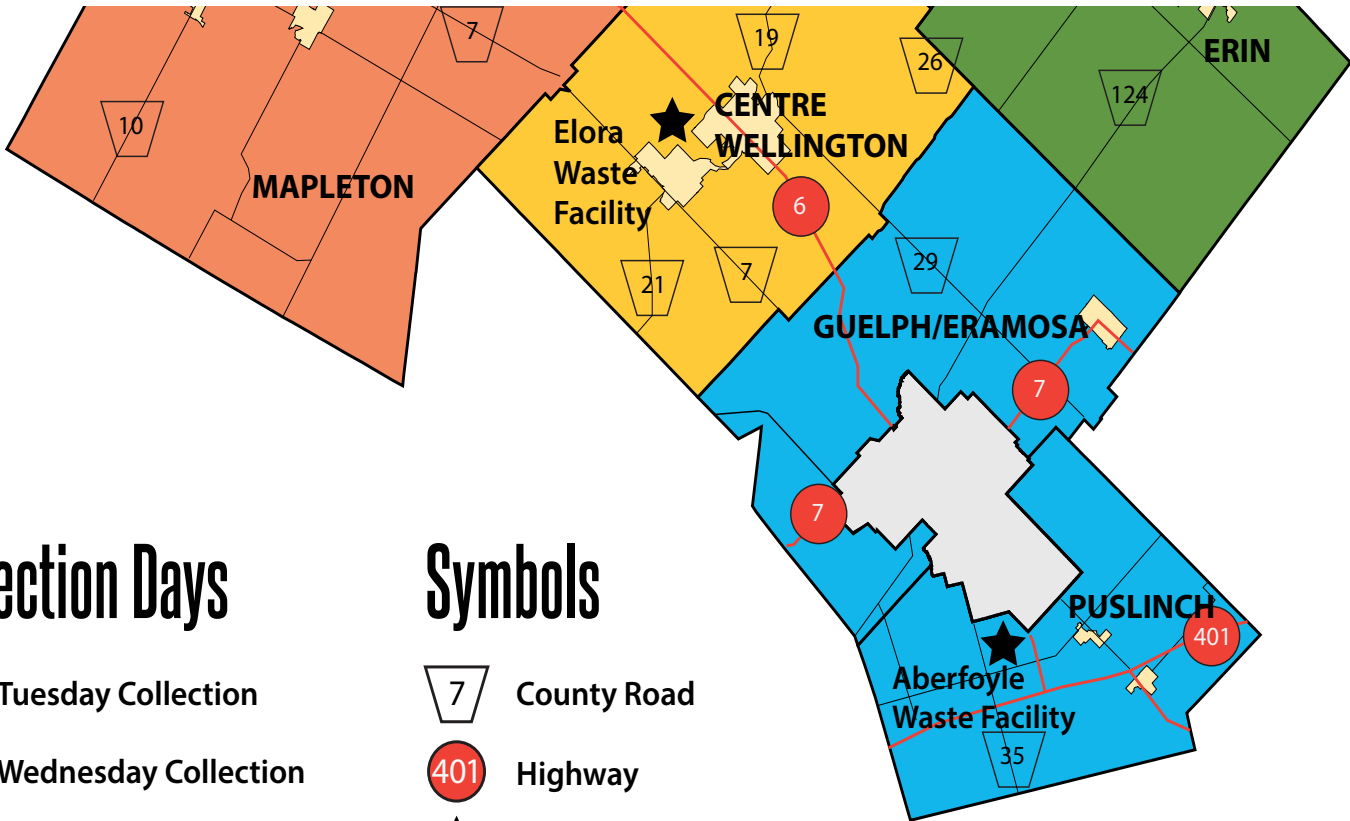 7
19
26
ERIN
124
10
CENTRE
WELLINGTON
Elora
Waste
Facility
MAPLETON
6
29
21
7
GUELPH/ERAMOSA
7
7
PUSLINCH
401
Aberfoyle
Waste Facility
35
ection Days
Tuesday Collection
Wednesday Collection
Symbols
7 County Road
401 Highway